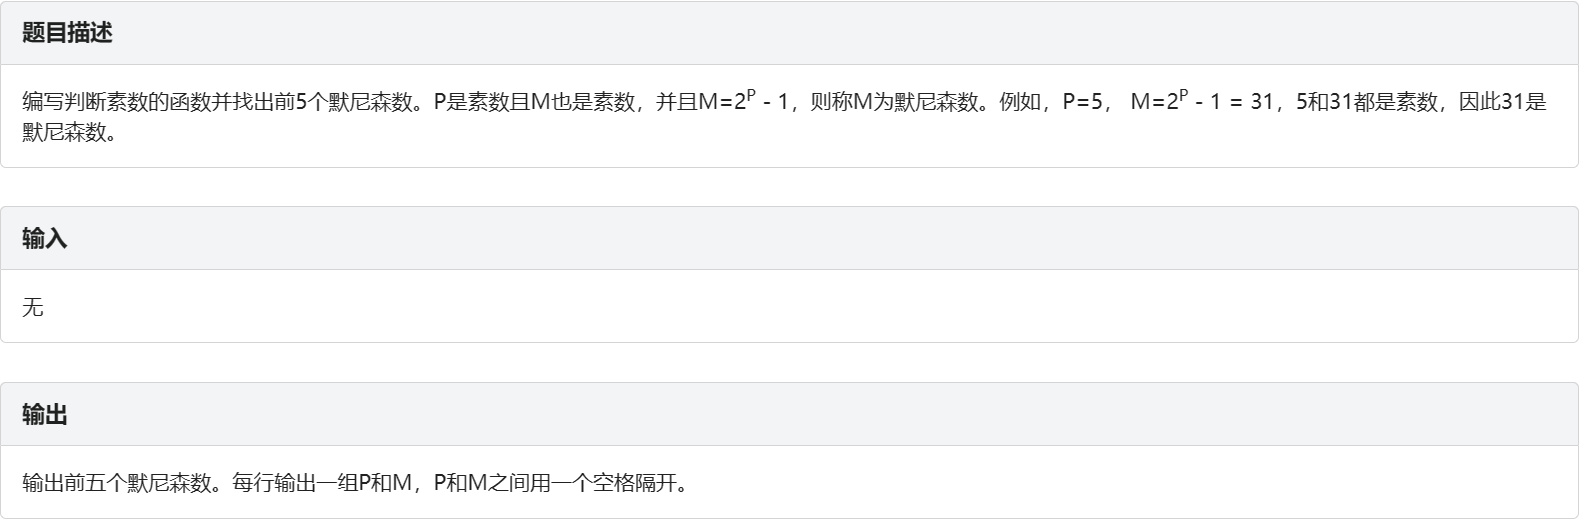 题目描述
编写判断素数的函数并找出前5个默尼森数。P是素数且M也是素数，并且M=2^P - 1，则称M为默尼森数。例如，P=5， M=2^P - 1 = 31，5和31都是素数，因此31是
默尼森数。
输入
无
输出
输出前五个默尼森数。每行输出一组P和M，P和M之间用一个空格隔开。